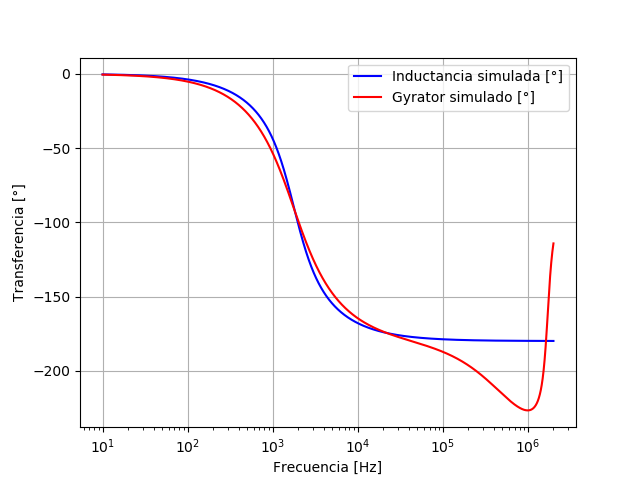 Inductancia simulada [°]
Gyrator simulado [°]
0
−50
−100
−150
−200
Transferencia [°]
10¹ 10² 10³ 10⁴ 10⁵ 10⁶
Frecuencia [Hz]